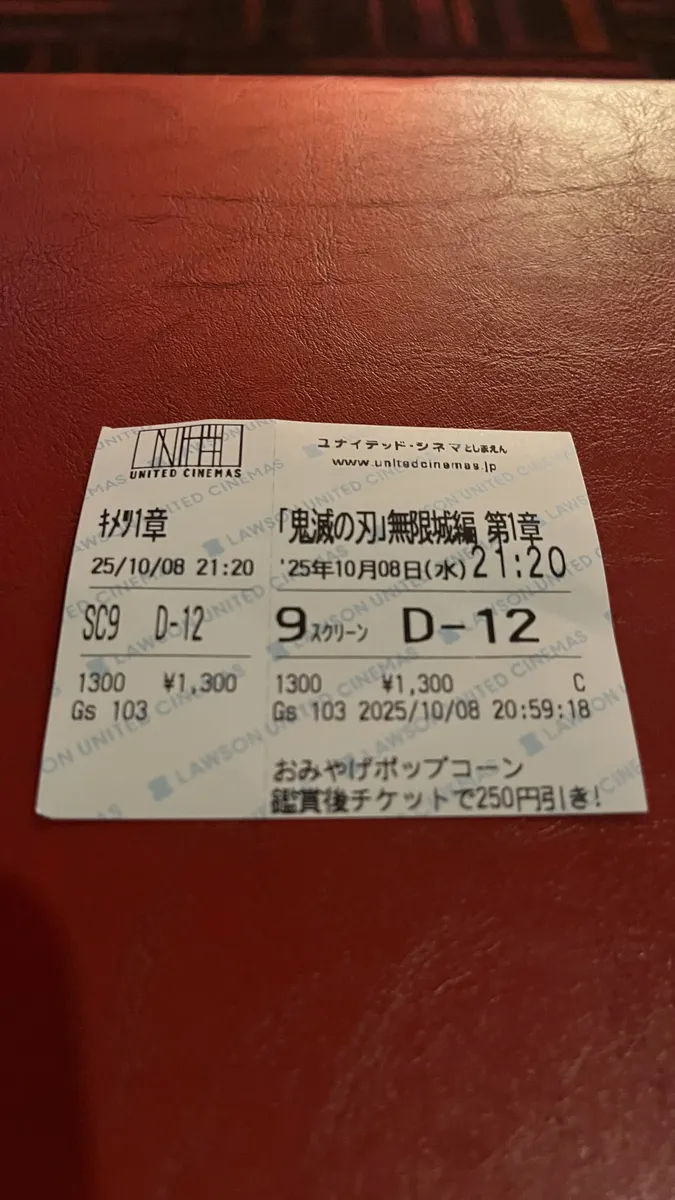 UNITED CINEMAS
ｷﾒﾂ1章
25/10/08 21:20
SC9 D-12
1300 ¥1,300
Gs 103
ユナイテッド・シネマとしまえん
www.unitedcinemas.jp
「鬼滅の刃」無限城編 第1章
'25年10月08日(水) 21:20
9スクリーン D-12
1300 ¥1,300 C
Gs 103 2025/10/08 20:59:18
おみやげポップコーン
鑑賞後チケットで250円引き!
LAWSON UNITED CINEMAS